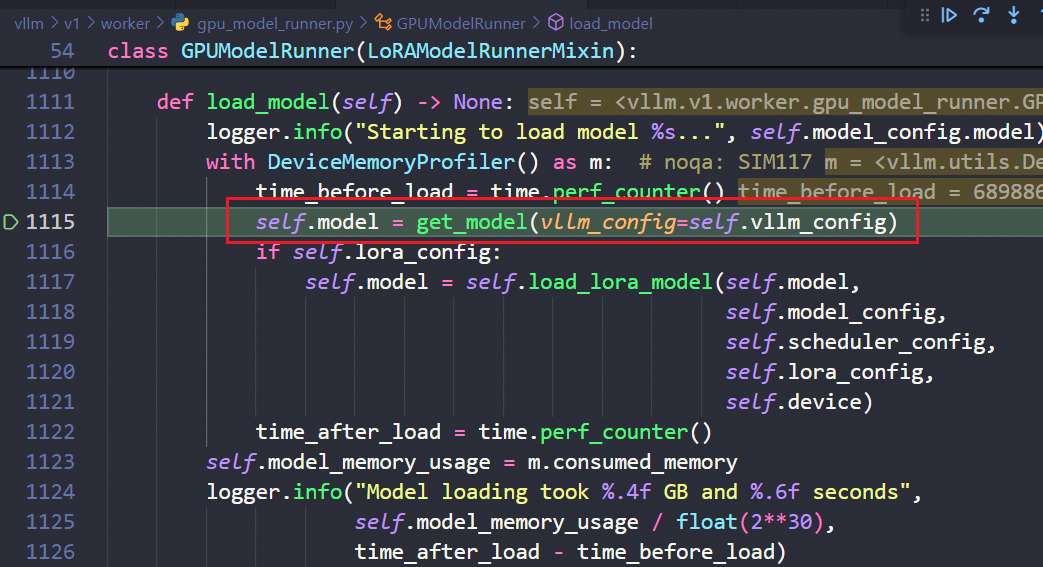 vllm > v1 > worker > gpu_model_runner.py > GPUModelRunner > load_model
54 class GPUModelRunner(LoRAModelRunnerMixin):
1110
1111 def load_model(self) -> None: self = <vllm.v1.worker.gpu_model_runner.GP
1112 logger.info("Starting to load model %s...", self.model_config.model)
1113 with DeviceMemoryProfiler() as m: # noqa: SIM117 m = <vllm.utils.De
1114 time_before_load = time.perf_counter() time_before_load = 689886
1115 self.model = get_model(vllm_config=self.vllm_config)
1116 if self.lora_config:
1117 self.model = self.load_lora_model(self.model,
1118 self.model_config,
1119 self.scheduler_config,
1120 self.lora_config,
1121 self.device)
1122 time_after_load = time.perf_counter()
1123 self.model_memory_usage = m.consumed_memory
1124 logger.info("Model loading took %.4f GB and %.6f seconds",
1125 self.model_memory_usage / float(2**30),
1126 time_after_load - time_before_load)